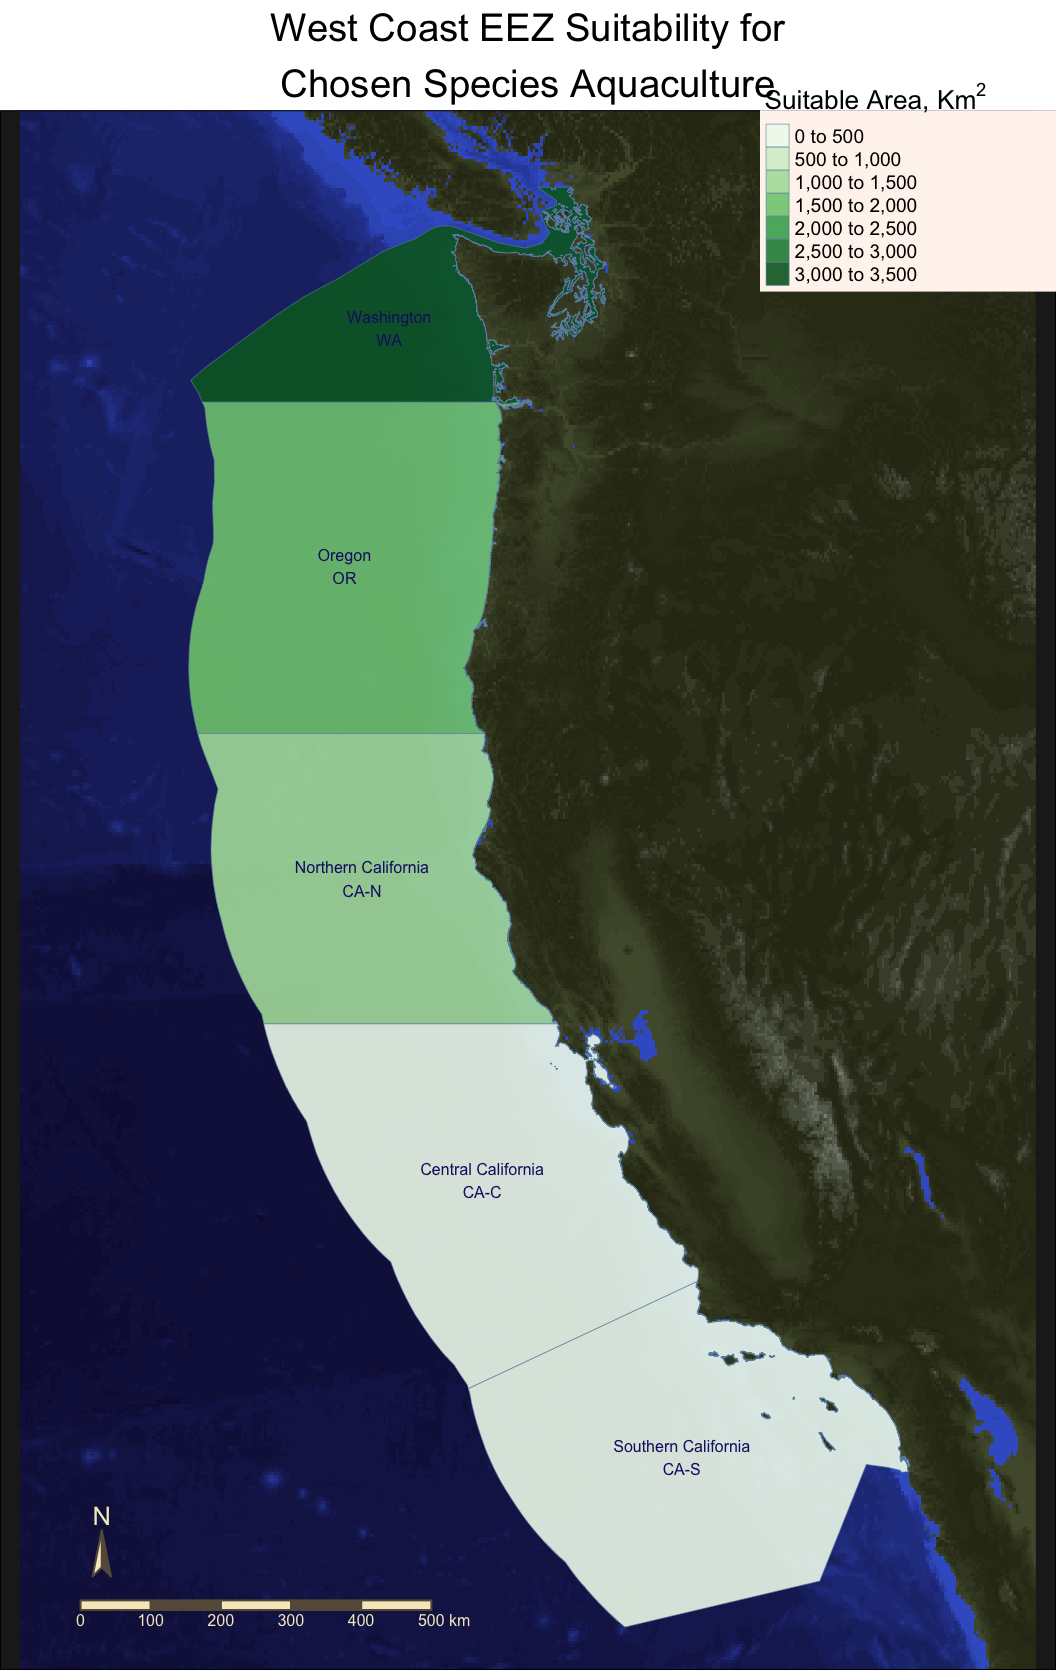 West Coast EEZ Suitability for
Chosen Species Aquaculture
Suitable Area, Km²
0 to 500
500 to 1,000
1,000 to 1,500
1,500 to 2,000
2,000 to 2,500
2,500 to 3,000
3,000 to 3,500
Washington
WA
Oregon
OR
Northern California
CA-N
Central California
CA-C
Southern California
CA-S
N
0 100 200 300 400 500 km